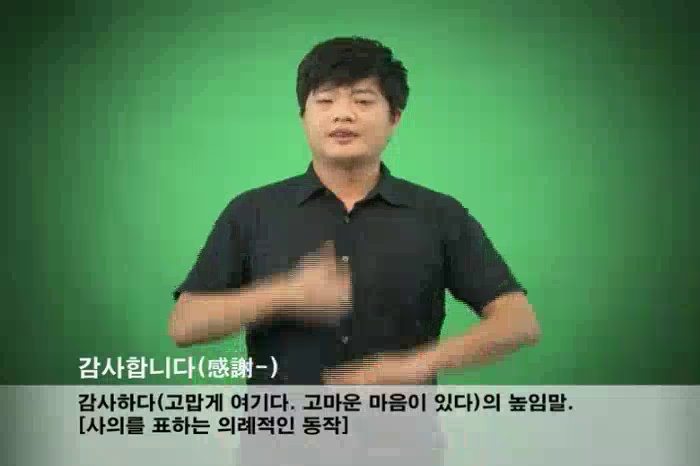 감사합니다(感謝-)
감사하다(고맙게 여기다. 고마운 마음이 있다)의 높임말.
[사의를 표하는 의례적인 동작]